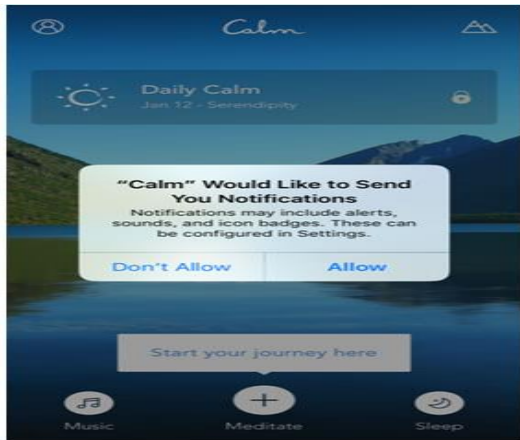 Calm
Daily Calm
Jan 12 - Serendipity
“Calm” Would Like to Send
You Notifications
Notifications may include alerts,
sounds, and icon badges. These can
be configured in Settings.
Don’t Allow
Allow
Start your journey here
Music
Meditate
Sleep